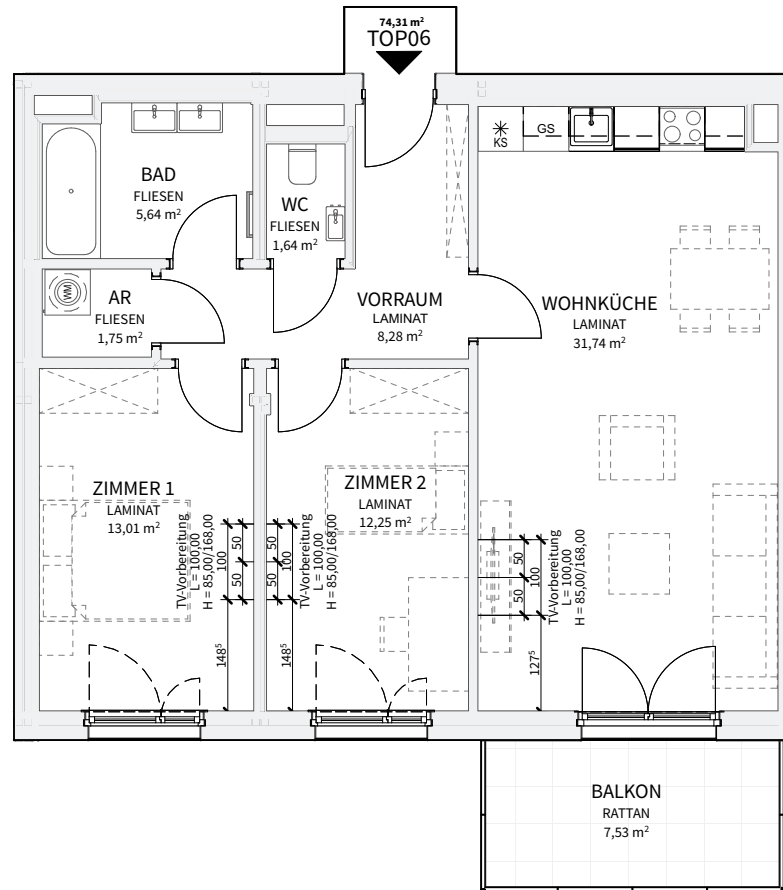 74,31 m²
TOP06
KS
GS
BAD
FLIESEN
5,64 m²
WC
FLIESEN
1,64 m²
AR
FLIESEN
1,75 m²
WM
VORRAUM
LAMINAT
8,28 m²
WOHNKÜCHE
LAMINAT
31,74 m²
ZIMMER 1
LAMINAT
13,01 m²
TV-Vorbereitung
L = 100,00
H = 85,00/168,00
100
50
50
148⁵
ZIMMER 2
LAMINAT
12,25 m²
50
50
100
148⁵
TV-Vorbereitung
L = 100,00
H = 85,00/168,00
50
50
100
127⁵
TV-Vorbereitung
L = 100,00
H = 85,00/168,00
BALKON
RATTAN
7,53 m²